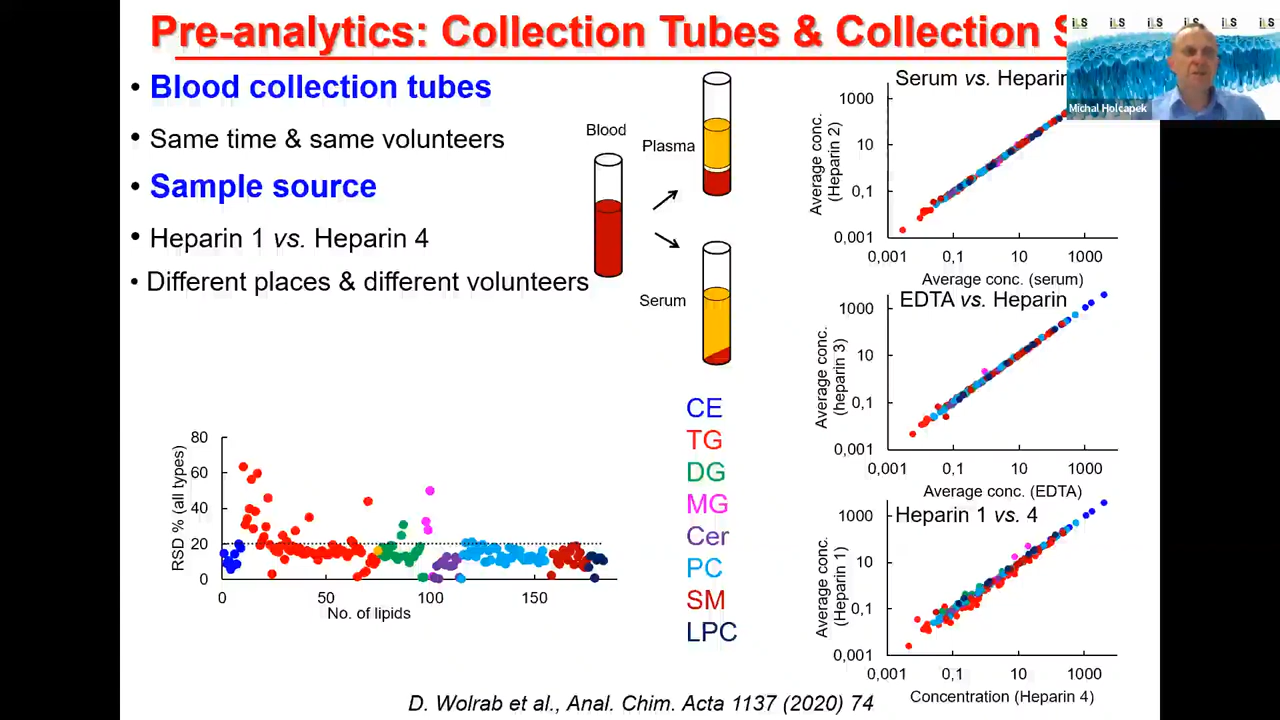 Pre-analytics: Collection Tubes & Collection S
iLS iLS iLS iLS iLS
Michal Holcapek
• Blood collection tubes
• Same time & same volunteers
• Sample source
• Heparin 1 vs. Heparin 4
• Different places & different volunteers
Blood
Plasma
Serum
Serum vs. Heparin
1000
10
0,1
0,001
Average conc.
(Heparin 2)
0,001 0,1 10 1000
Average conc. (serum)
EDTA vs. Heparin
1000
10
0,1
0,001
Average conc.
(heparin 3)
0,001 0,1 10 1000
Average conc. (EDTA)
Heparin 1 vs. 4
1000
10
0,1
0,001
Average conc.
(Heparin 1)
0,001 0,1 10 1000
Concentration (Heparin 4)
CE
TG
DG
MG
Cer
PC
SM
LPC
80
60
40
20
0
RSD % (all types)
0 50 100 150
No. of lipids
D. Wolrab et al., Anal. Chim. Acta 1137 (2020) 74